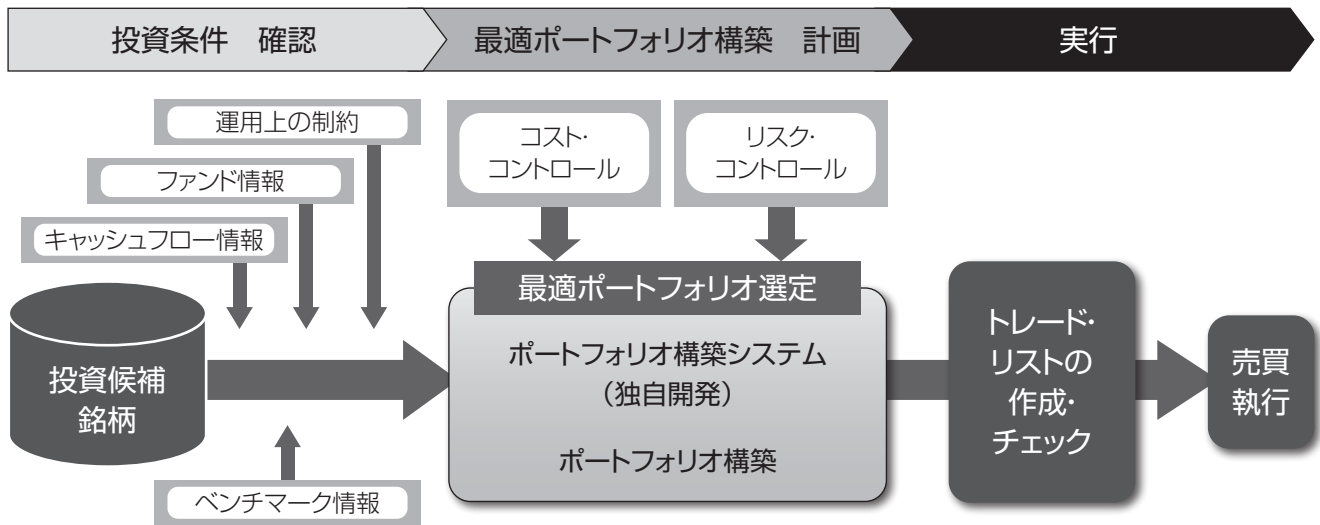 投資条件　確認
最適ポートフォリオ構築　計画
実行
運用上の制約
ファンド情報
キャッシュフロー情報
投資候補
銘柄
ベンチマーク情報
コスト・
コントロール
リスク・
コントロール
最適ポートフォリオ選定
ポートフォリオ構築システム
（独自開発）
ポートフォリオ構築
トレード・
リストの
作成・
チェック
売買
執行